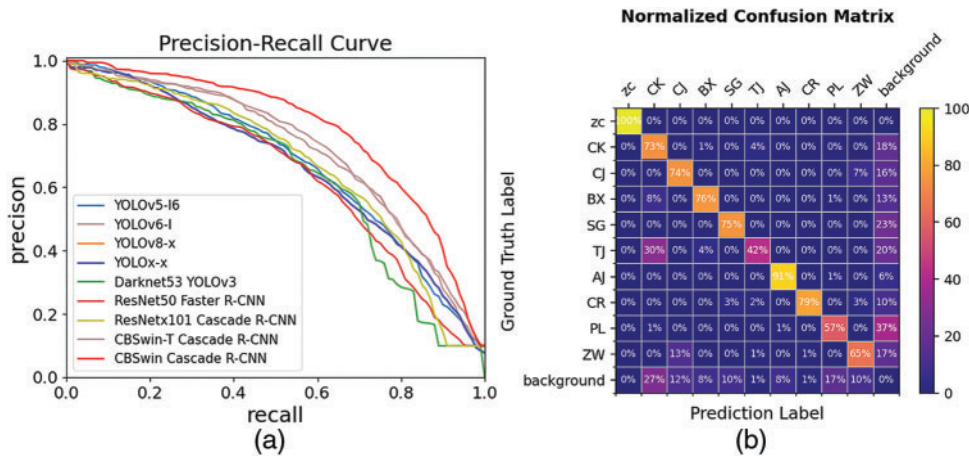 Precision-Recall Curve
precison
1.0
0.8
0.6
0.4
0.2
0.0
YOLOv5-l6
YOLOv6-l
YOLOv8-x
YOLOx-x
Darknet53 YOLOv3
ResNet50 Faster R-CNN
ResNetx101 Cascade R-CNN
CBSwin-T Cascade R-CNN
CBSwin Cascade R-CNN
0.0 0.2 0.4 0.6 0.8 1.0
recall
(a)
Normalized Confusion Matrix
zc CK CJ BX SG TJ AJ CR PL ZW background
Ground Truth Label
zc 100% 0% 0% 0% 0% 0% 0% 0% 0% 0% 0%
CK 0% 73% 0% 1% 0% 4% 0% 0% 0% 0% 18%
CJ 0% 0% 74% 0% 0% 0% 0% 0% 0% 7% 16%
BX 0% 8% 0% 76% 0% 0% 0% 0% 1% 0% 13%
SG 0% 0% 0% 0% 75% 0% 0% 0% 0% 0% 23%
TJ 0% 30% 0% 4% 0% 42% 0% 0% 0% 0% 20%
AJ 0% 0% 0% 0% 0% 0% 91% 0% 1% 0% 6%
CR 0% 0% 0% 0% 3% 2% 0% 79% 0% 3% 10%
PL 0% 1% 0% 0% 0% 0% 1% 0% 57% 0% 37%
ZW 0% 0% 13% 0% 0% 1% 0% 1% 0% 65% 17%
background 0% 27% 12% 8% 10% 1% 8% 1% 17% 10% 0%
Prediction Label
100
80
60
40
20
0
(b)